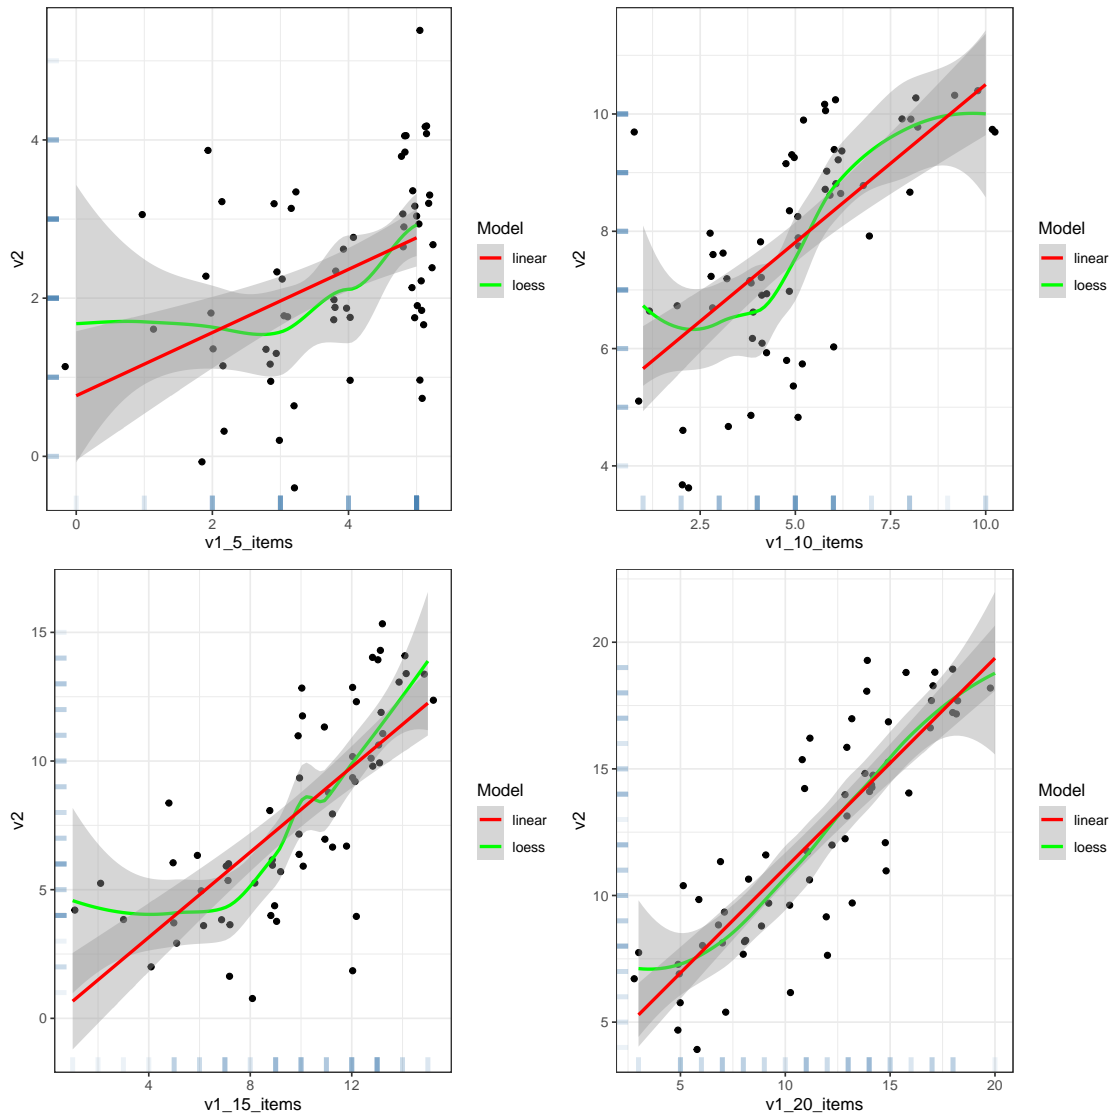 v2
4
2
0
0
2
4
v1_5_items
Model
linear
loess
v2
10
8
6
4
2.5
5.0
7.5
10.0
v1_10_items
Model
linear
loess
v2
15
10
5
0
4
8
12
v1_15_items
Model
linear
loess
v2
20
15
10
5
5
10
15
20
v1_20_items
Model
linear
loess